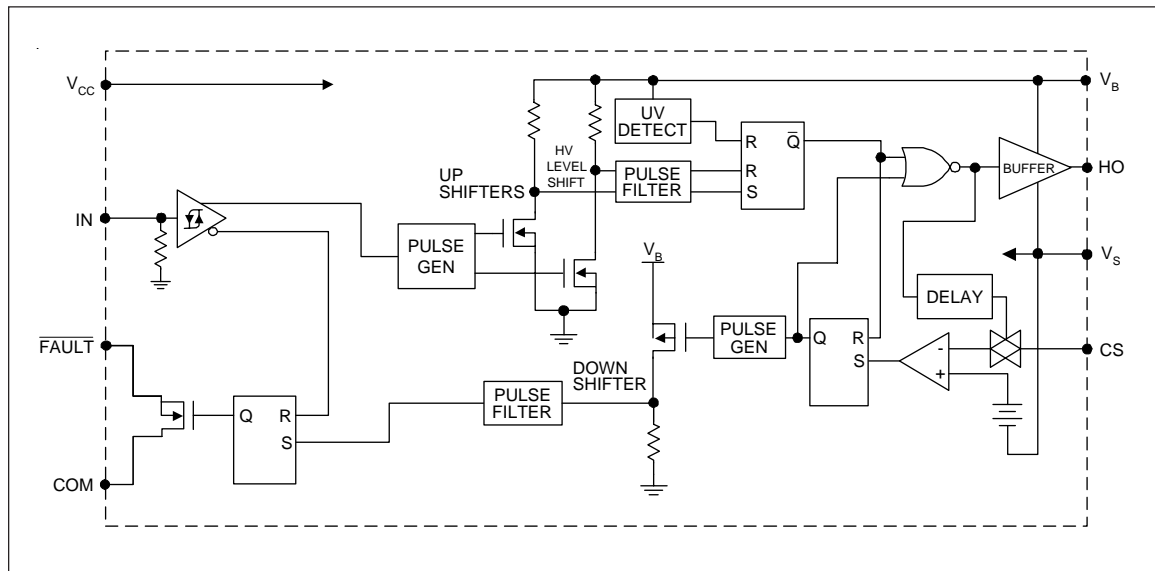 V_CC
V_B
UV
DETECT
R
Q̅
HV
LEVEL
SHIFT
UP
SHIFTERS
PULSE
FILTER
R
S
BUFFER
HO
IN
PULSE
GEN
V_B
V_S
DELAY
FAULT̅
PULSE
GEN
Q
R
S
-
+
CS
DOWN
SHIFTER
PULSE
FILTER
Q
R
S
COM